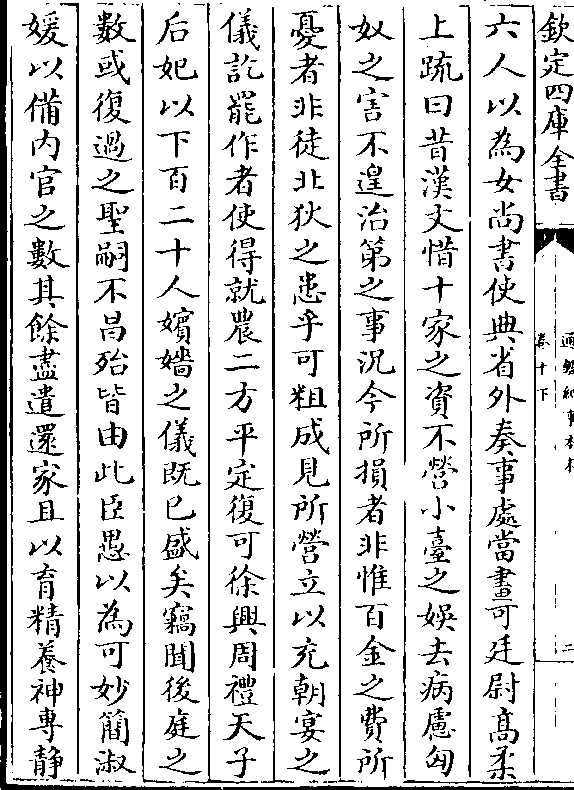 欽定四庫全書
通鑑紀事本末
卷十下
二
六人以為女尚書使典省外奏事處當畫可廷尉高柔
上疏曰昔漢文惜十家之資不營小臺之娱去病慮匈
奴之害不遑治第之事況今所損者非惟百金之費所
憂者非徒北狄之患乎可粗成見所營立以充朝宴之
儀訖罷作者使得就農二方平定復可徐興周禮天子
后妃以下百二十人嬪嬙之儀既已盛矣竊聞後庭之
數或復過之聖嗣不昌殆皆由此臣愚以為可妙簡淑
媛以備内官之數其餘盡遣還家且以育精養神專静